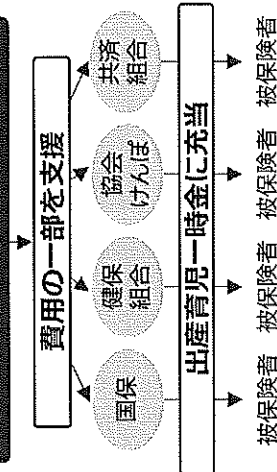 費用の一部を支援
国保
健保
組合
協会
けんぽ
共済
組合
出産育児一時金に充当
被保険者
被保険者
被保険者
被保険者